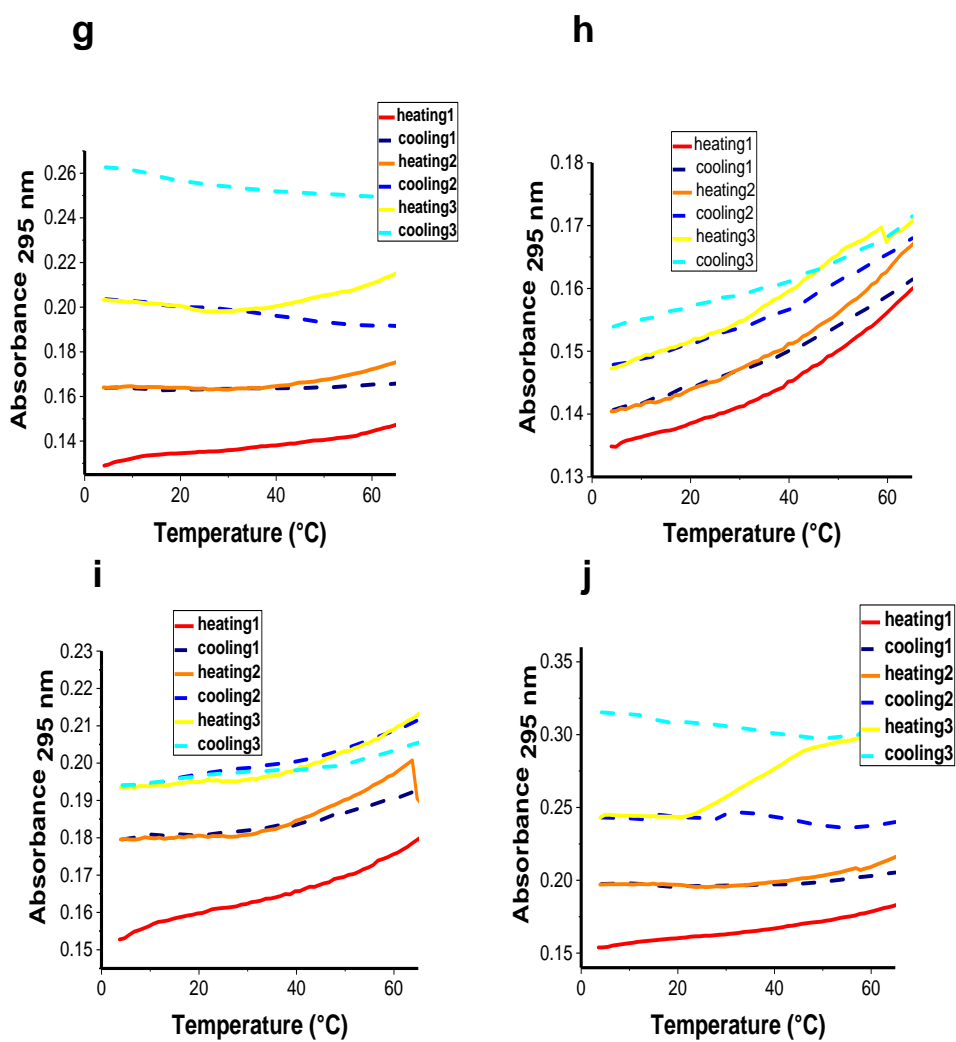 g
heating1
cooling1
heating2
cooling2
heating3
cooling3
0.26
0.24
0.22
0.20
0.18
0.16
0.14
Absorbance 295 nm
0 20 40 60
Temperature (°C)
h
heating1
cooling1
heating2
cooling2
heating3
cooling3
0.18
0.17
0.16
0.15
0.14
0.13
Absorbance 295 nm
0 20 40 60
Temperature (°C)
i
heating1
cooling1
heating2
cooling2
heating3
cooling3
0.23
0.22
0.21
0.20
0.19
0.18
0.17
0.16
0.15
Absorbance 295 nm
0 20 40 60
Temperature (°C)
j
heating1
cooling1
heating2
cooling2
heating3
cooling3
0.35
0.30
0.25
0.20
0.15
Absorbance 295 nm
0 20 40 60
Temperature (°C)